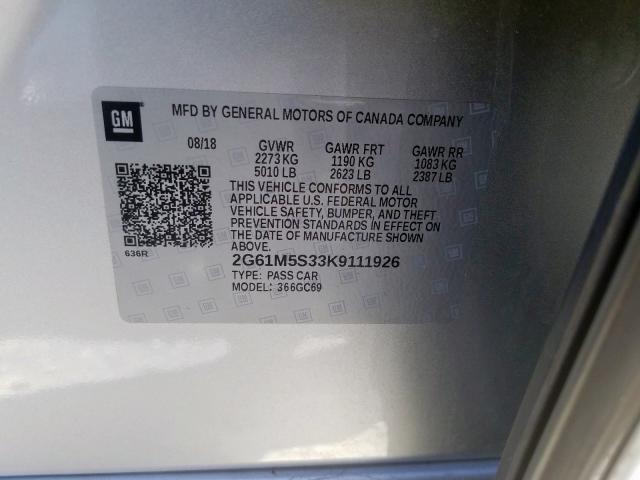 GM
MFD BY GENERAL MOTORS OF CANADA COMPANY
08/18 GVWR GAWR FRT GAWR RR
2273 KG 1190 KG 1083 KG
5010 LB 2623 LB 2387 LB
THIS VEHICLE CONFORMS TO ALL
APPLICABLE U.S. FEDERAL MOTOR
VEHICLE SAFETY, BUMPER, AND THEFT
PREVENTION STANDARDS IN EFFECT ON
THE DATE OF MANUFACTURE SHOWN
ABOVE.
636R
2G61M5S33K9111926
TYPE: PASS CAR
MODEL: 366GC69